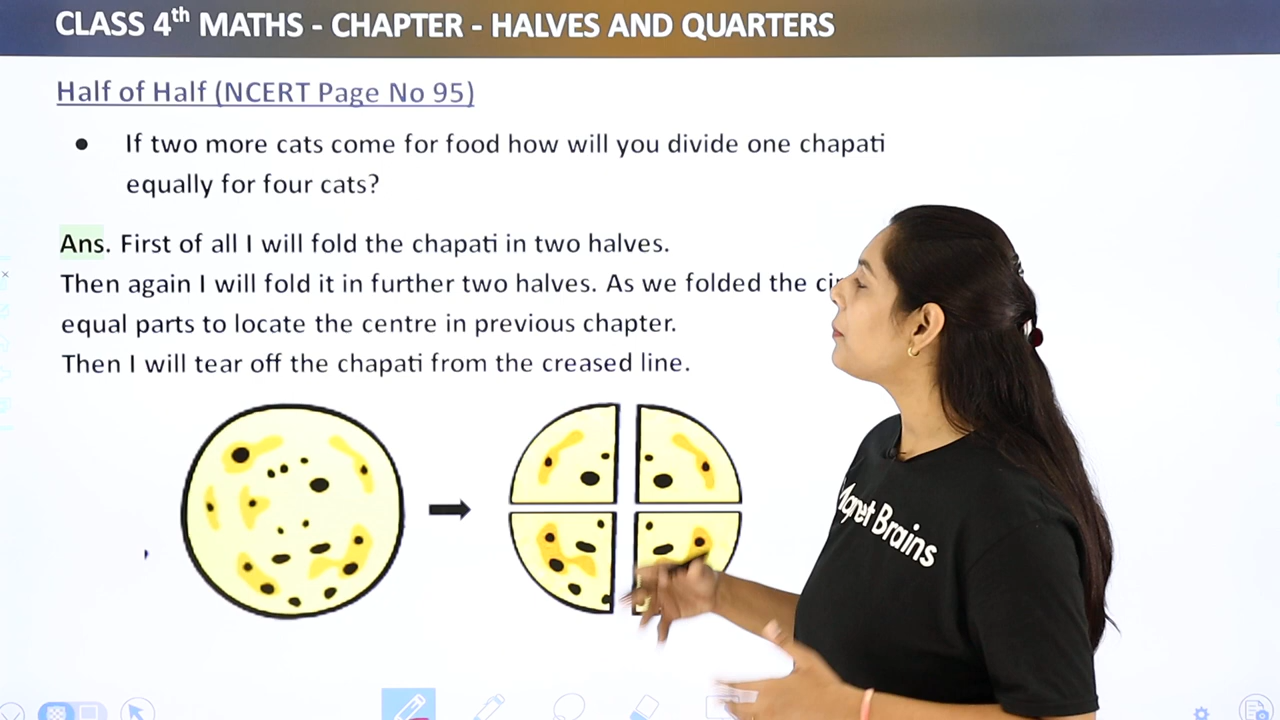 CLASS 4th MATHS - CHAPTER - HALVES AND QUARTERS
Half of Half (NCERT Page No 95)
● If two more cats come for food how will you divide one chapati
equally for four cats?
Ans. First of all I will fold the chapati in two halves.
Then again I will fold it in further two halves. As we folded the
equal parts to locate the centre in previous chapter.
Then I will tear off the chapati from the creased line.
Magnet Brains